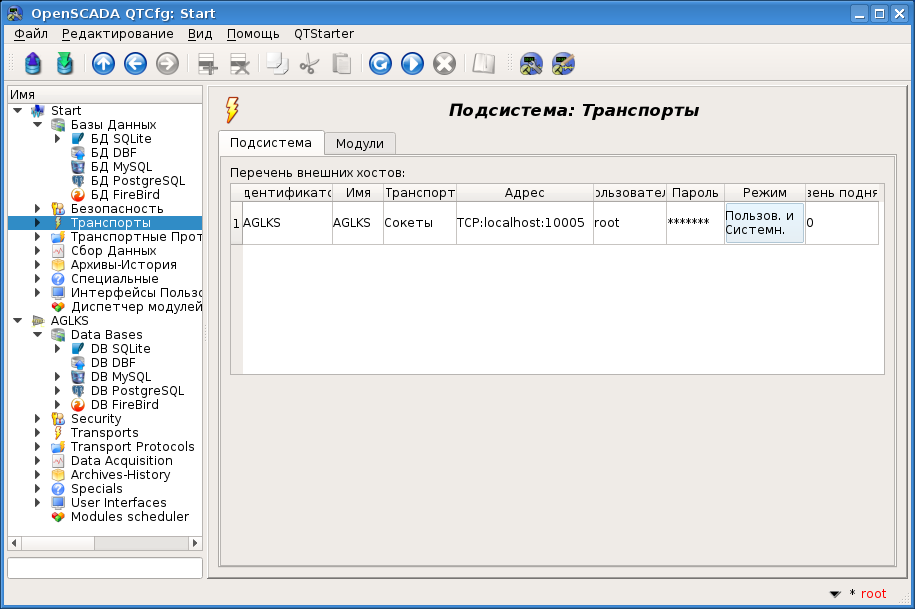 OpenSCADA QTCfg: Start
Файл Редактирование Вид Помощь QTStarter
Имя
Start
Базы Данных
БД SQLite
БД DBF
БД MySQL
БД PostgreSQL
БД FireBird
Безопасность
Транспорты
Транспортные Прот
Сбор Данных
Архивы-История
Специальные
Интерфейсы Пользо
Диспетчер модулей
AGLKS
Data Bases
DB SQLite
DB DBF
DB MySQL
DB PostgreSQL
DB FireBird
Security
Transports
Transport Protocols
Data Acquisition
Archives-History
Specials
User Interfaces
Modules scheduler
Подсистема: Транспорты
Подсистема Модули
Перечень внешних хостов:
дентификатс Имя Транспорт Адрес ользовател Пароль Режим вень подня
1 AGLKS AGLKS Сокеты TCP:localhost:10005 root ******* Пользов. и
Системн. 0
* root